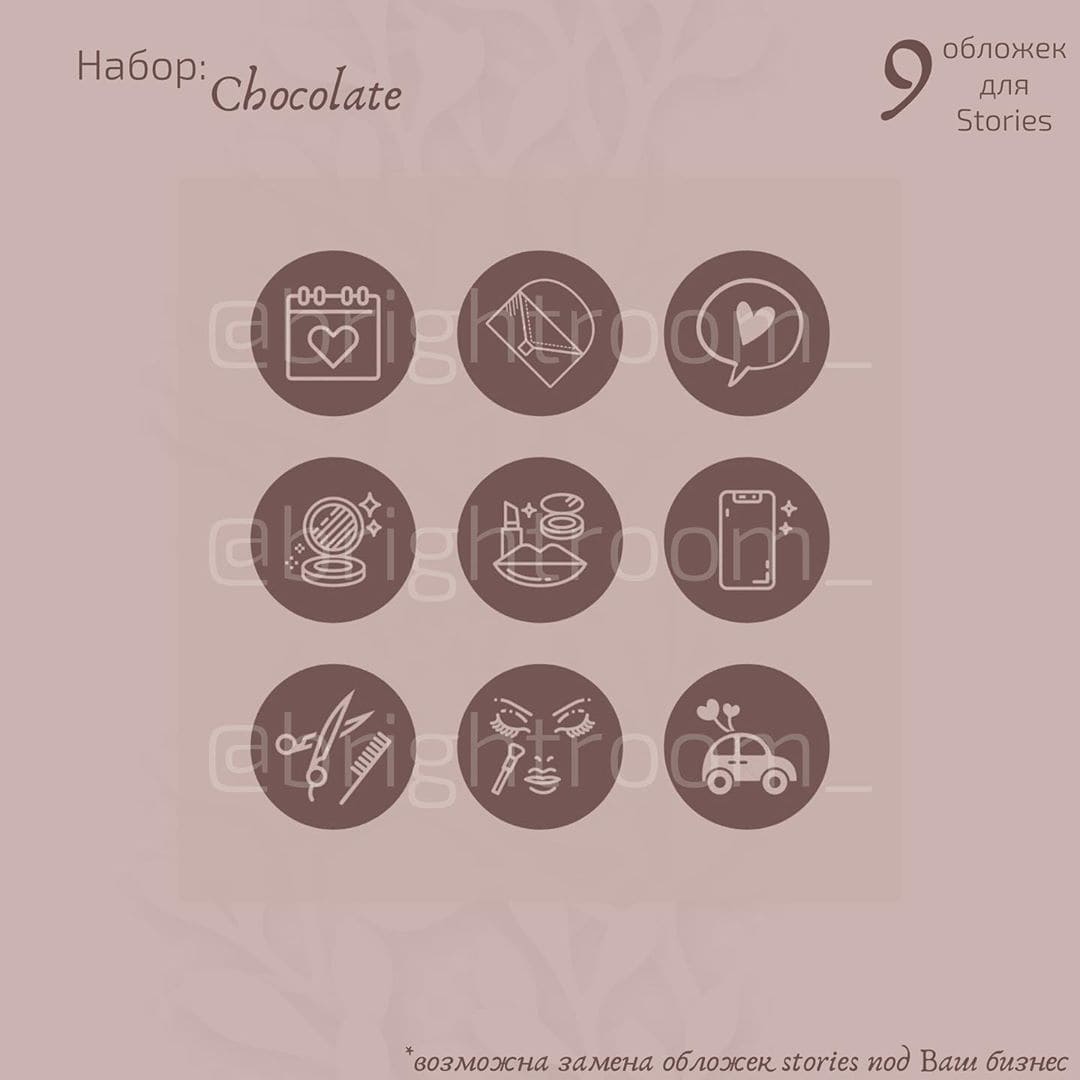 Набор:
Chocolate
9
обложек
для
Stories
@brightroom_
@brightroom_
@brightroom_
*возможна замена обложек stories под Ваш бизнес